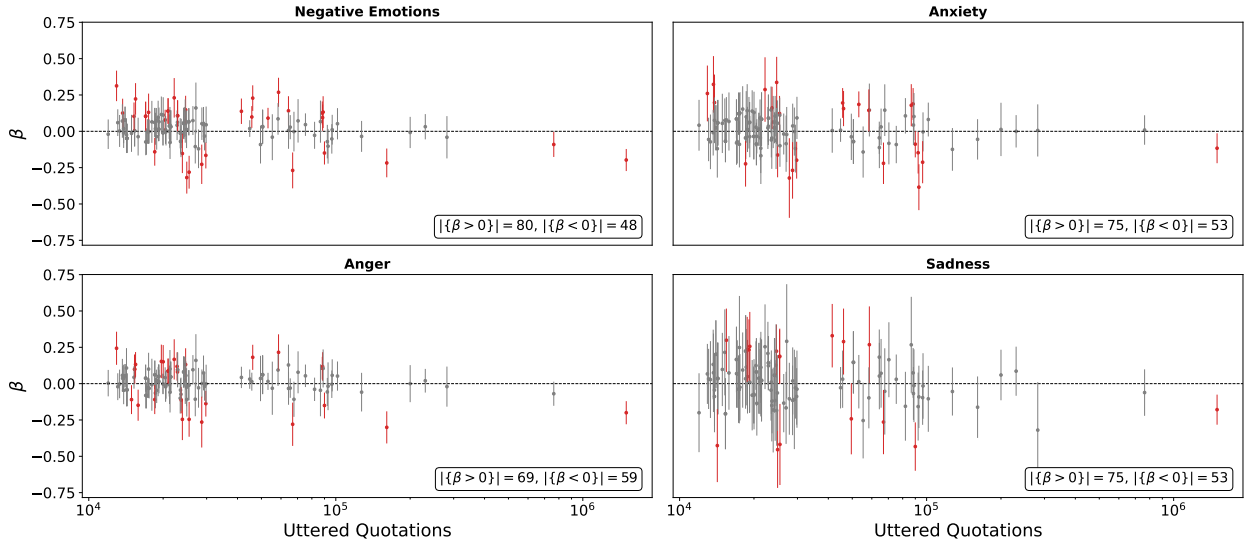 Negative Emotions
Anxiety
0.75
0.50
0.25
0.00
−0.25
−0.50
−0.75
β
|{β > 0}| = 80, |{β < 0}| = 48
|{β > 0}| = 75, |{β < 0}| = 53
Anger
Sadness
0.75
0.50
0.25
0.00
−0.25
−0.50
−0.75
β
|{β > 0}| = 69, |{β < 0}| = 59
|{β > 0}| = 75, |{β < 0}| = 53
10⁴ 10⁵ 10⁶
10⁴ 10⁵ 10⁶
Uttered Quotations
Uttered Quotations